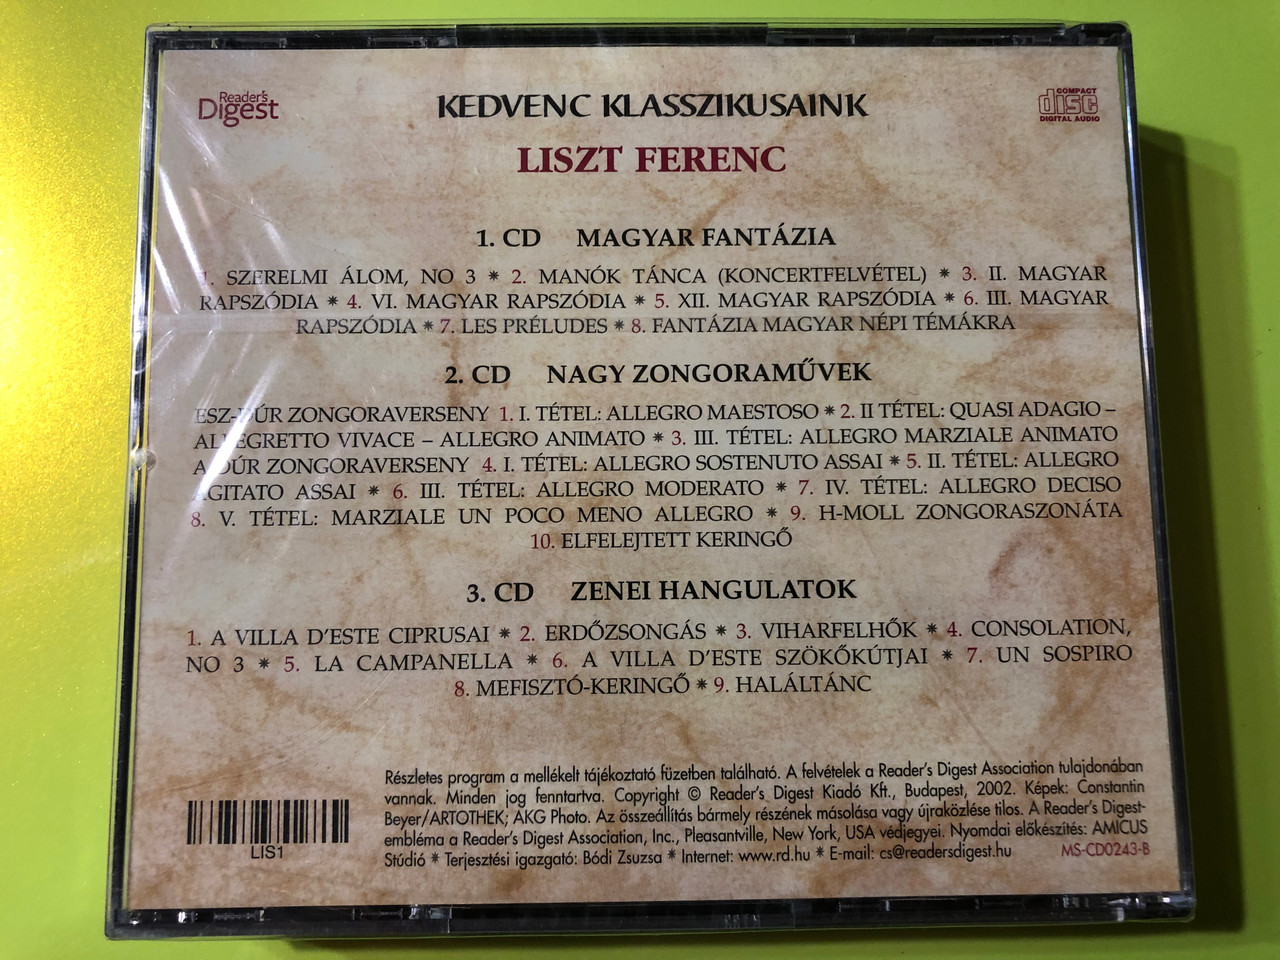 Reader's
Digest
KEDVENC KLASSZIKUSAINK
COMPACT
disc
DIGITAL AUDIO
LISZT FERENC
1. CD MAGYAR FANTÁZIA
1. SZERELMI ÁLOM, NO 3 * 2. MANÓK TÁNCA (KONCERTFELVÉTEL) * 3. II. MAGYAR
RAPSZÓDIA * 4. VI. MAGYAR RAPSZÓDIA * 5. XII. MAGYAR RAPSZÓDIA * 6. III. MAGYAR
RAPSZÓDIA * 7. LES PRÉLUDES * 8. FANTÁZIA MAGYAR NÉPI TÉMÁKRA
2. CD NAGY ZONGORAMŰVEK
ESZ-DÚR ZONGORAVERSENY 1. I. TÉTEL: ALLEGRO MAESTOSO * 2. II TÉTEL: QUASI ADAGIO –
ALLEGRETTO VIVACE – ALLEGRO ANIMATO * 3. III. TÉTEL: ALLEGRO MARZIALE ANIMATO
A-DÚR ZONGORAVERSENY 4. I. TÉTEL: ALLEGRO SOSTENUTO ASSAI * 5. II. TÉTEL: ALLEGRO
AGITATO ASSAI * 6. III. TÉTEL: ALLEGRO MODERATO * 7. IV. TÉTEL: ALLEGRO DECISO
8. V. TÉTEL: MARZIALE UN POCO MENO ALLEGRO * 9. H-MOLL ZONGORASZONÁTA
10. ELFELEJTETT KERINGŐ
3. CD ZENEI HANGULATOK
1. A VILLA D'ESTE CIPRUSAI * 2. ERDŐZSONGÁS * 3. VIHARFELHŐK * 4. CONSOLATION,
NO 3 * 5. LA CAMPANELLA * 6. A VILLA D'ESTE SZÖKŐKÚTJAI * 7. UN SOSPIRO
8. MEFISZTÓ-KERINGŐ * 9. HALÁLTÁNC
Részletes program a mellékelt tájékoztató füzetben található. A felvételek a Reader's Digest Association tulajdonában
vannak. Minden jog fenntartva. Copyright © Reader's Digest Kiadó Kft., Budapest, 2002. Képek: Constantin
Beyer/ARTOTHEK; AKG Photo. Az összeállítás bármely részének másolása vagy újraközlése tilos. A Reader's Digest-
embléma a Reader's Digest Association, Inc., Pleasantville, New York, USA védjegyei. Nyomdai előkészítés: AMICUS
Stúdió * Terjesztési igazgató: Bódi Zsuzsa * Internet: www.rd.hu * E-mail: cs@readersdigest.hu
MS-CD0243-B
LIS1